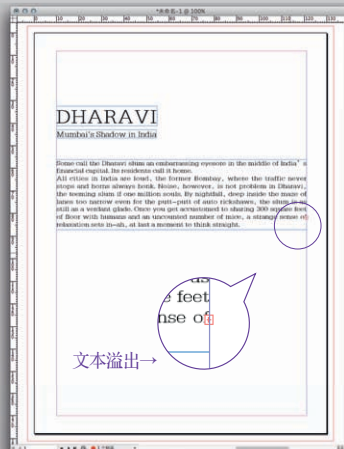 *未命名-1 @ 100%
DHARAVI
Mumbai's Shadow in India
Some call the Dharavi slum an embarrassing eyesore in the middle of India' s
financial capital. Its residents call it home.
All cities in India are loud, the former Bombay, where the traffic never
stops and horns always honk. Noise, however, is not problem in Dharavi,
the teeming slum if one million souls. By nightfall, deep inside the maze of
lanes too narrow even for the putt-putt of auto rickshaws, the slum is as
still as a verdant glade. Once you get accustomed to sharing 300 square feet
of floor with humans and an uncounted number of mice, a strange sense of
relaxation sets in-ah, at last a moment to think straight.
us
e feet
nse of
文本溢出→